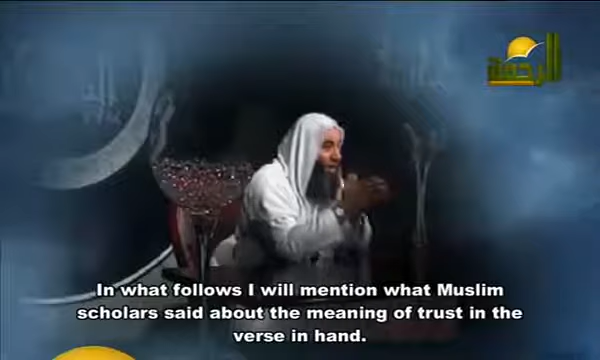 الرحمة
In what follows I will mention what Muslim
scholars said about the meaning of trust in the
verse in hand.